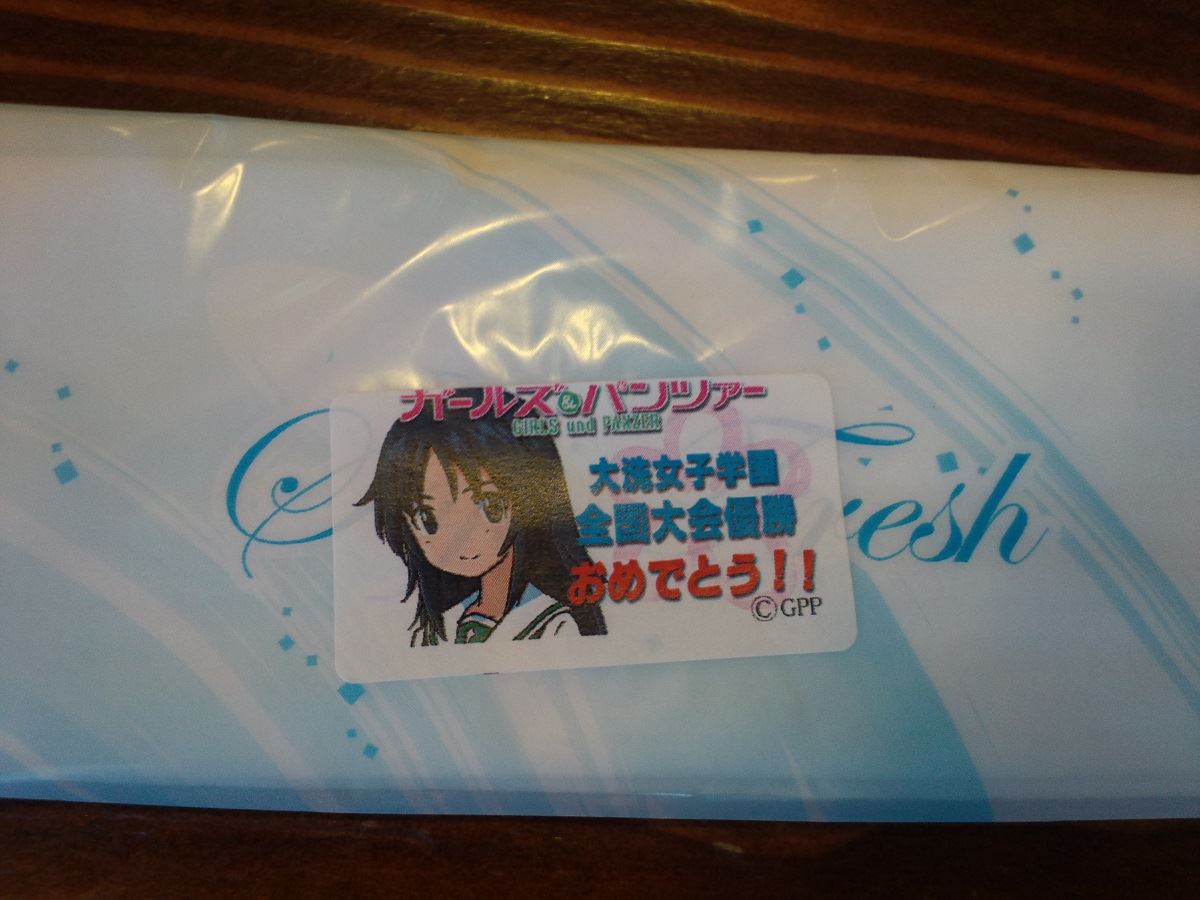 ガールズ&パンツァー
GIRLS und PANZER
大洗女子学園
全国大会優勝
おめでとう!!
©GPP